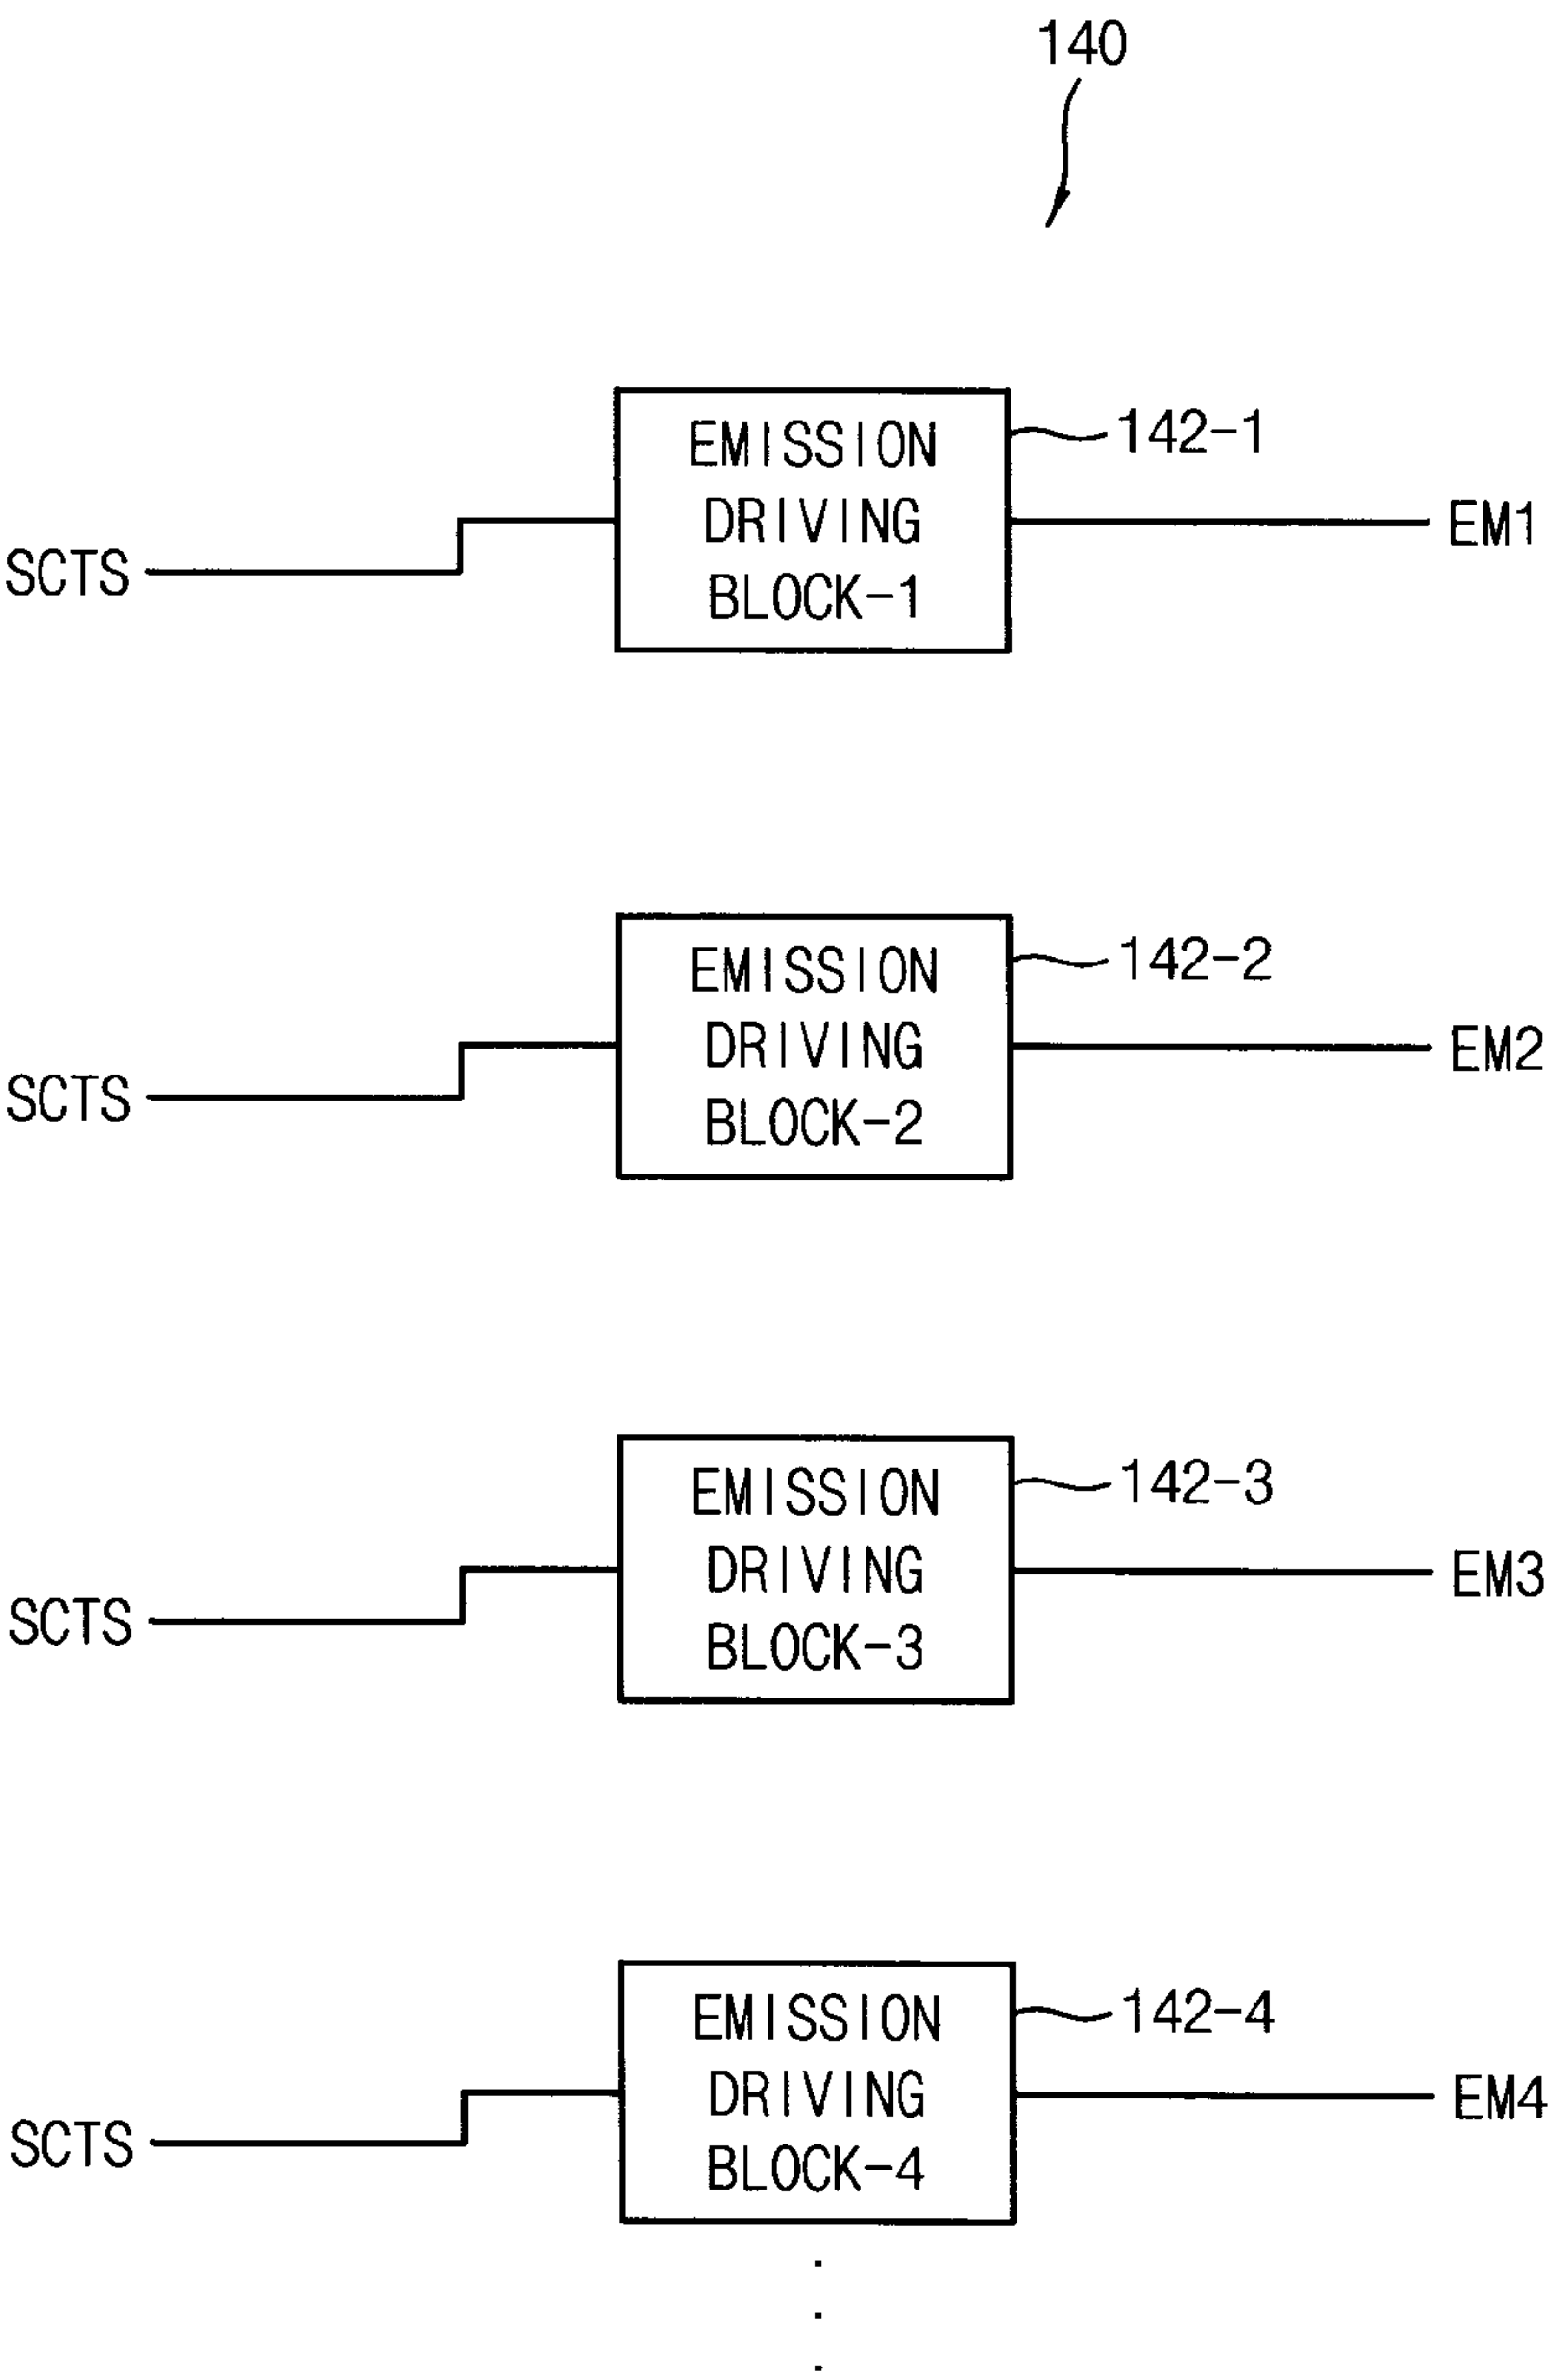 140
EMISSION
DRIVING
BLOCK-1
142-1
SCTS
EM1
EMISSION
DRIVING
BLOCK-2
142-2
SCTS
EM2
EMISSION
DRIVING
BLOCK-3
142-3
SCTS
EM3
EMISSION
DRIVING
BLOCK-4
142-4
SCTS
EM4